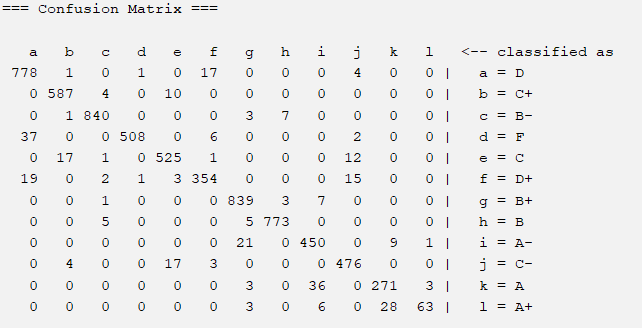 === Confusion Matrix ===
a b c d e f g h i j k l <-- classified as
778 1 0 1 0 17 0 0 0 4 0 0 | a = D
0 587 4 0 10 0 0 0 0 0 0 0 | b = C+
0 1 840 0 0 0 3 7 0 0 0 0 | c = B-
37 0 0 508 0 6 0 0 0 2 0 0 | d = F
0 17 1 0 525 1 0 0 0 12 0 0 | e = C
19 0 2 1 3 354 0 0 0 15 0 0 | f = D+
0 0 1 0 0 0 839 3 7 0 0 0 | g = B+
0 0 5 0 0 0 5 773 0 0 0 0 | h = B
0 0 0 0 0 0 21 0 450 0 9 1 | i = A-
0 4 0 0 17 3 0 0 0 476 0 0 | j = C-
0 0 0 0 0 0 3 0 36 0 271 3 | k = A
0 0 0 0 0 0 3 0 6 0 28 63 | l = A+